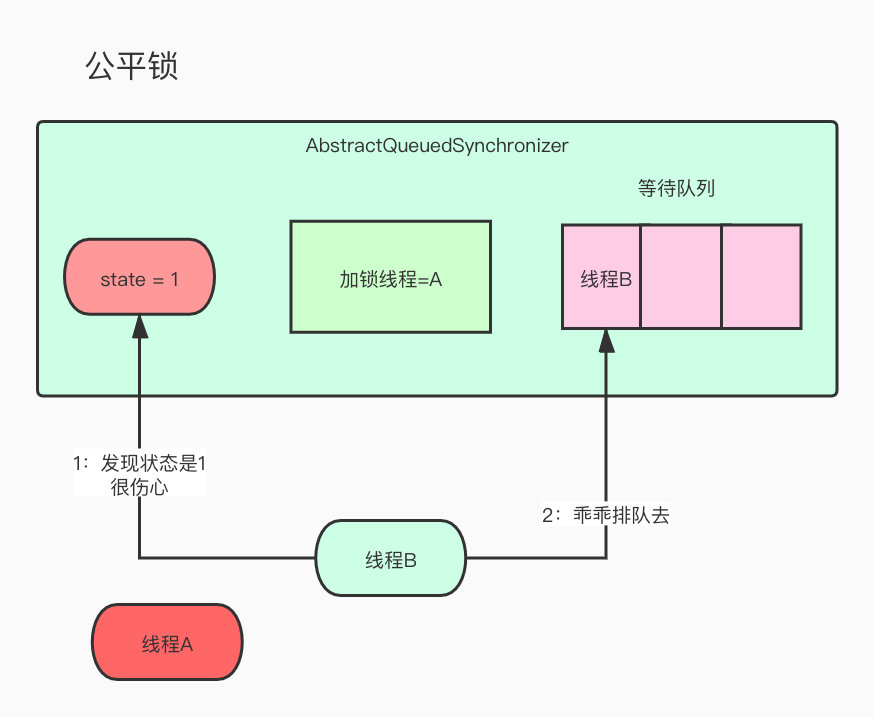 公平锁
AbstractQueuedSynchronizer
等待队列
state = 1
加锁线程=A
线程B
1：发现状态是1
很伤心
2：乖乖排队去
线程B
线程A